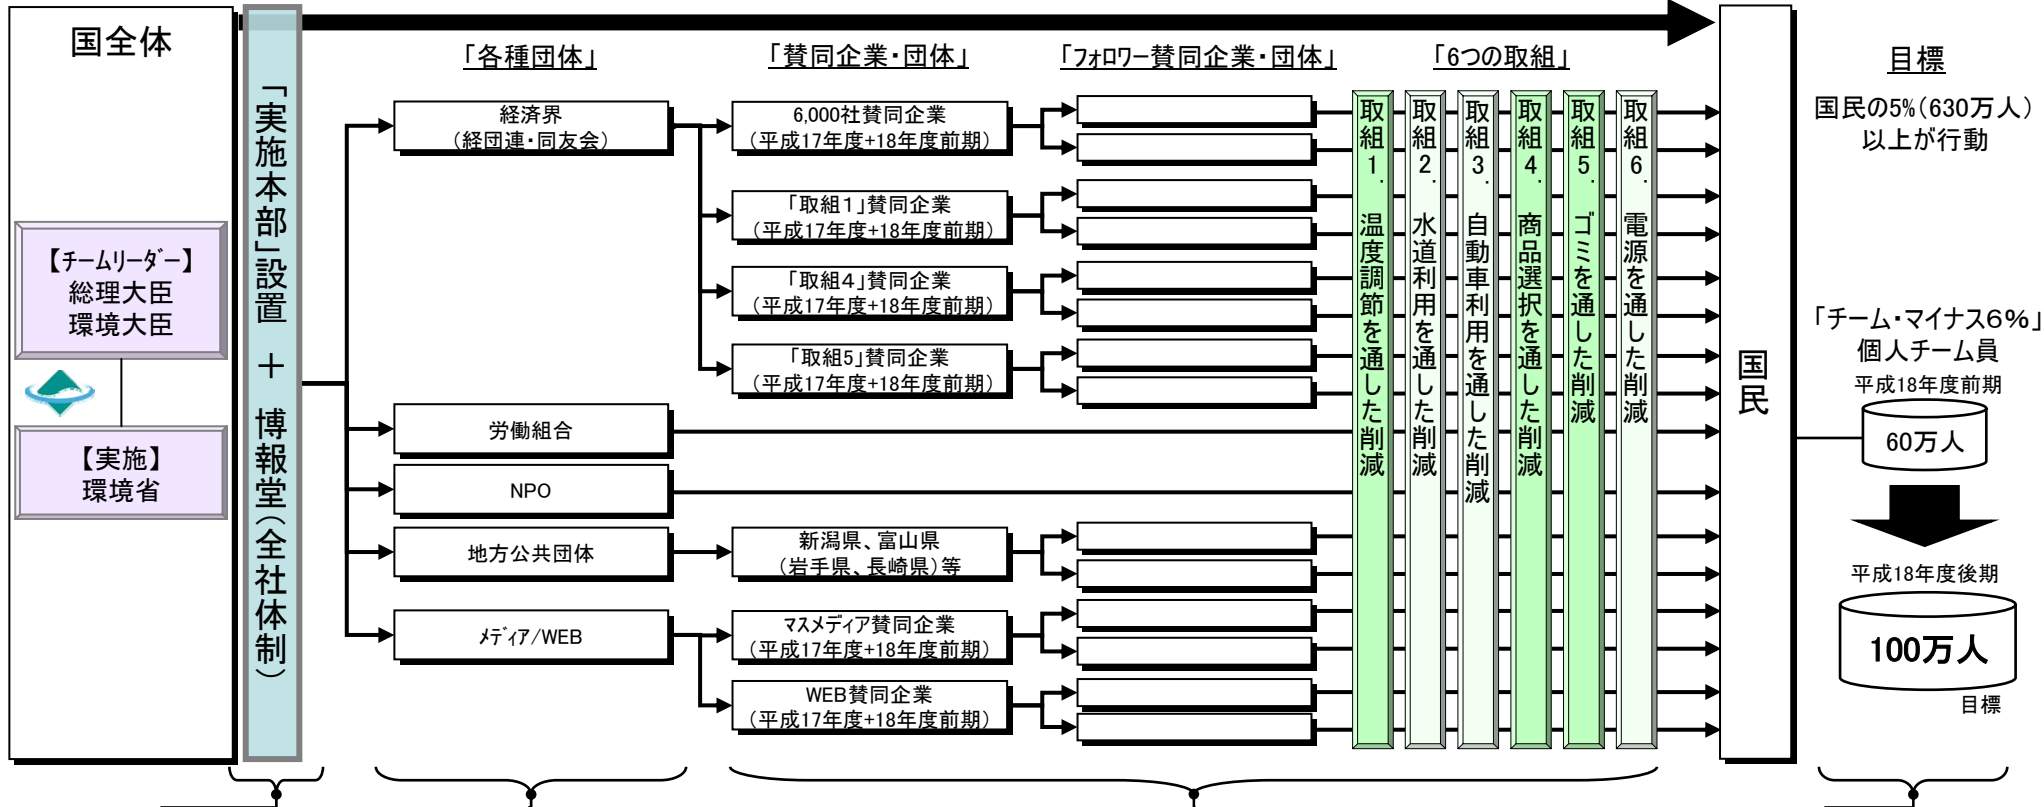 国全体
【チームリーダー】
総理大臣
環境大臣
【実施】
環境省
「実施本部」設置 + 博報堂(全社体制)
「各種団体」
経済界
(経団連・同友会)
労働組合
NPO
地方公共団体
メディア/WEB
「賛同企業・団体」
6,000社賛同企業
(平成17年度+18年度前期)
「取組1」賛同企業
(平成17年度+18年度前期)
「取組4」賛同企業
(平成17年度+18年度前期)
「取組5」賛同企業
(平成17年度+18年度前期)
新潟県、富山県
(岩手県、長崎県)等
マスメディア賛同企業
(平成17年度+18年度前期)
WEB賛同企業
(平成17年度+18年度前期)
「フォロワー賛同企業・団体」
「6つの取組」
取組1. 温度調節を通した削減
取組2. 水道利用を通した削減
取組3. 自動車利用を通した削減
取組4. 商品選択を通した削減
取組5. ゴミを通した削減
取組6. 電源を通した削減
国民
目標
国民の5%(630万人)
以上が行動
「チーム・マイナス6%」
個人チーム員
平成18年度前期
60万人
平成18年度後期
100万人
目標